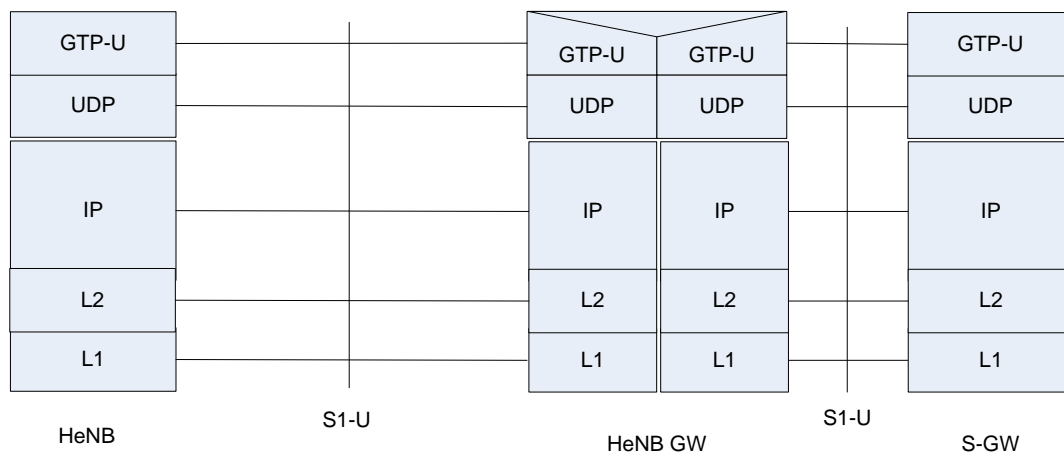 GTP-U
GTP-U
GTP-U
GTP-U
UDP
UDP
UDP
UDP
IP
IP
IP
IP
L2
L2
L2
L2
L1
L1
L1
L1
S1-U
S1-U
HeNB
HeNB GW
S-GW